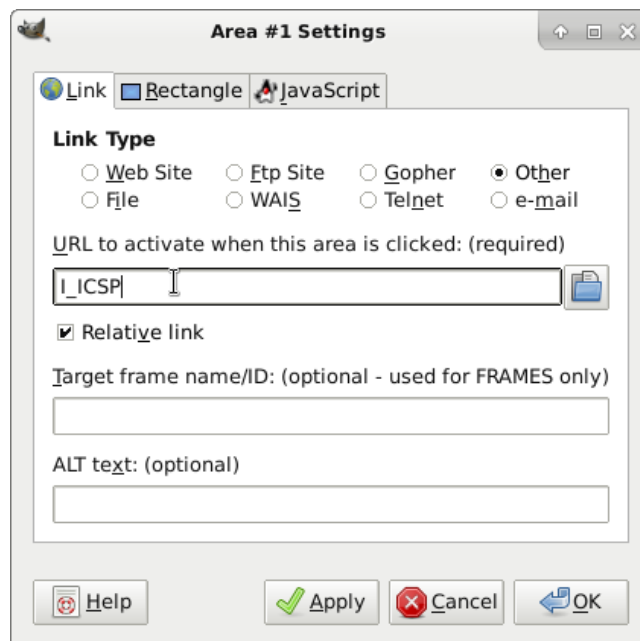 Area #1 Settings
Link Rectangle JavaScript
Link Type
Web Site Ftp Site Gopher Other
File WAIS Telnet e-mail
URL to activate when this area is clicked: (required)
I_ICSP
Relative link
Target frame name/ID: (optional - used for FRAMES only)
ALT text: (optional)
Help Apply Cancel OK